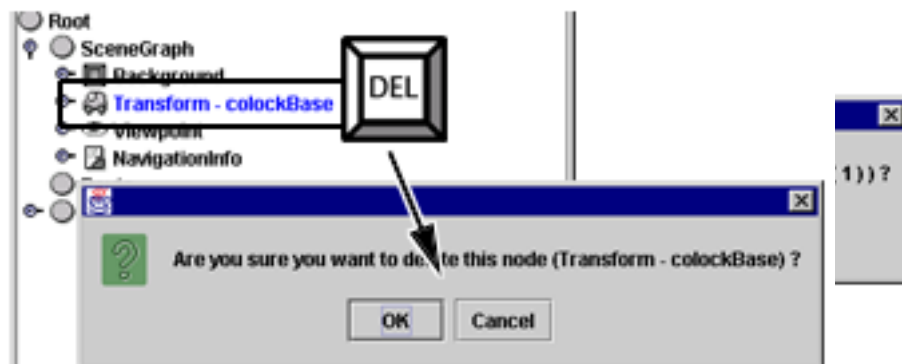 Root
SceneGraph
Background
Transform - colockBase
Viewpoint
NavigationInfo
DEL
1))?
Are you sure you want to delete this node (Transform - colockBase) ?
OK
Cancel